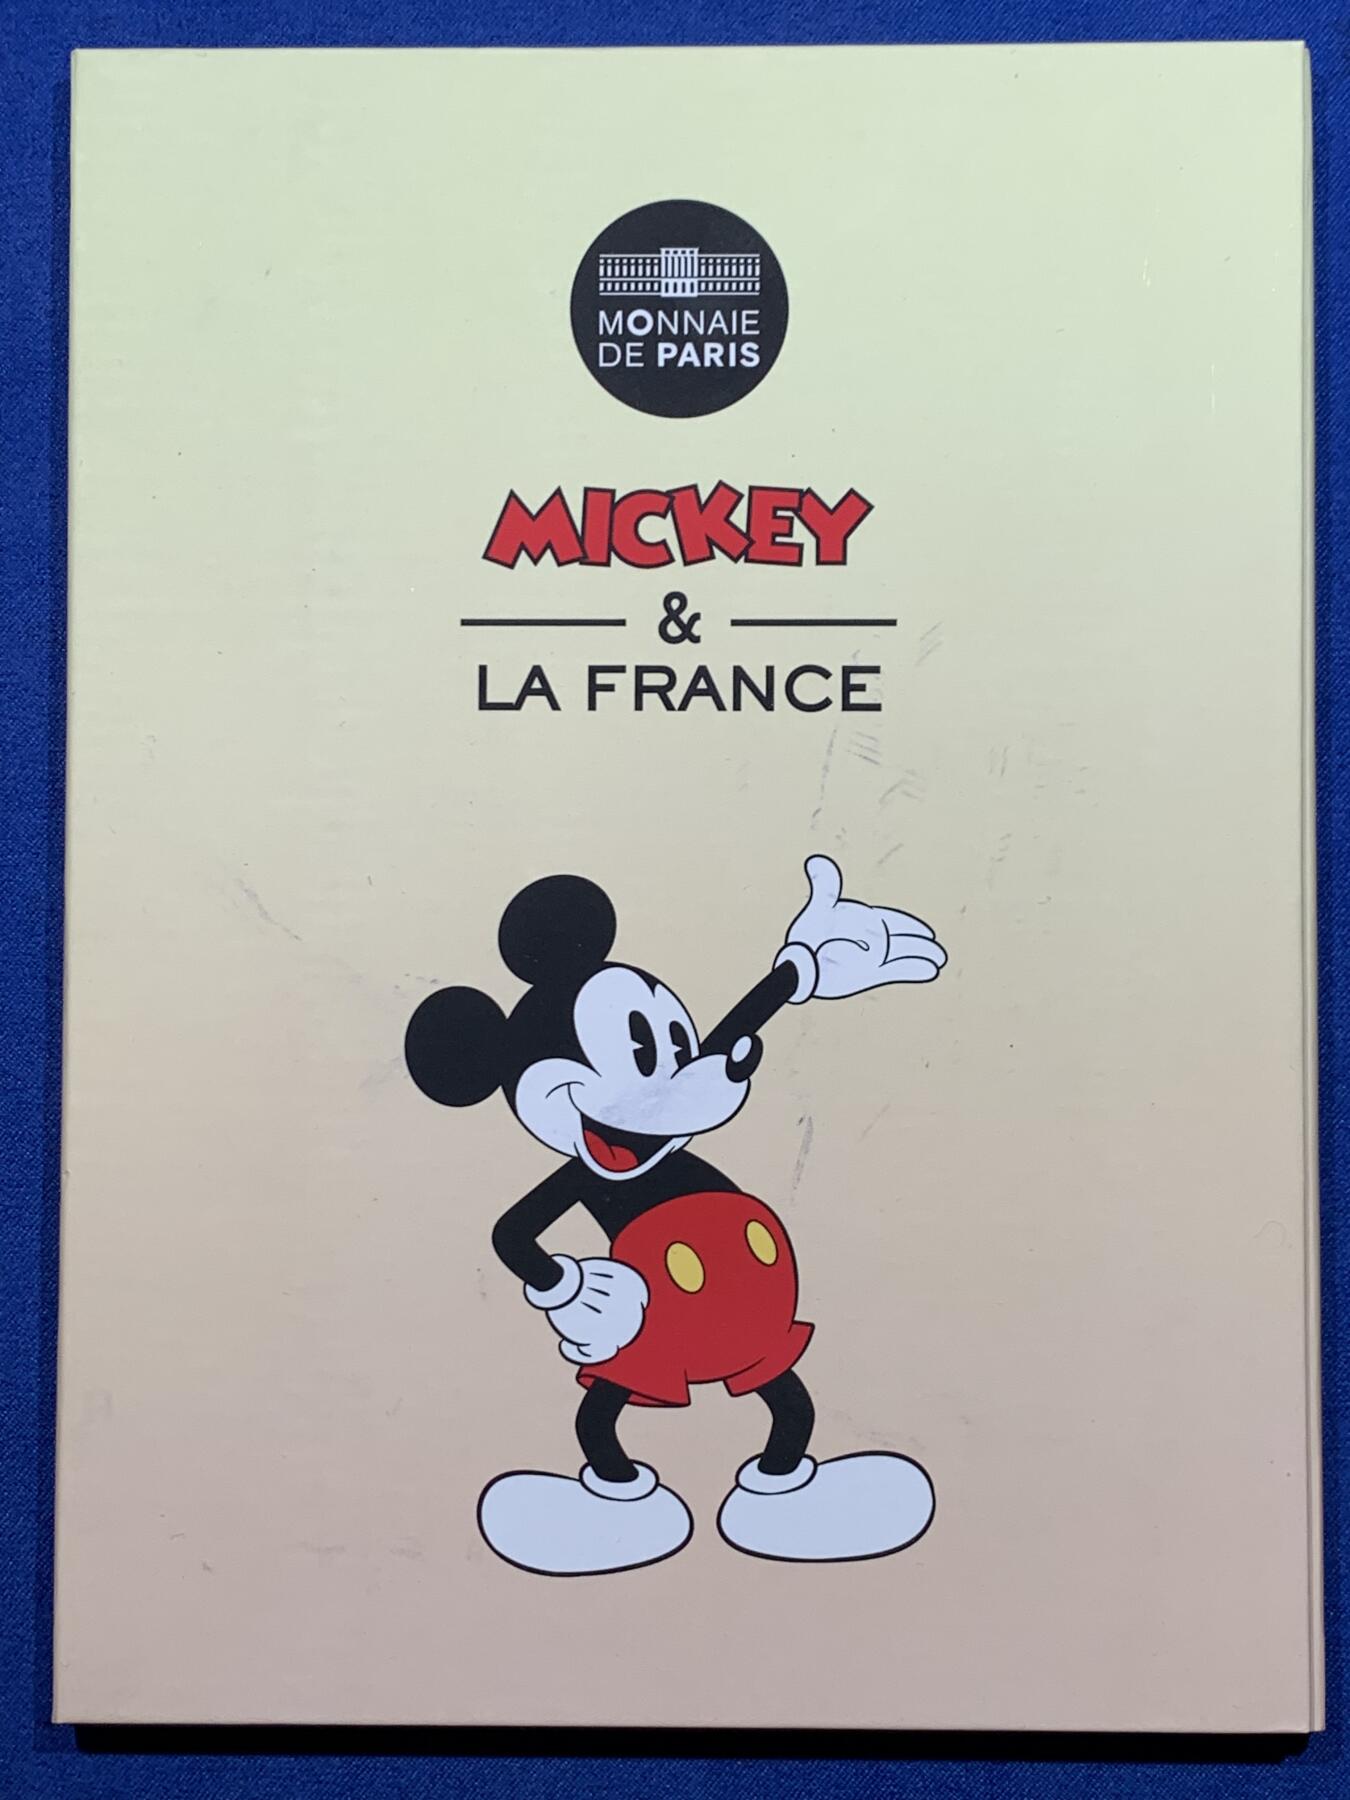 MONNAIE
DE PARIS
MICKEY
&
LA FRANCE